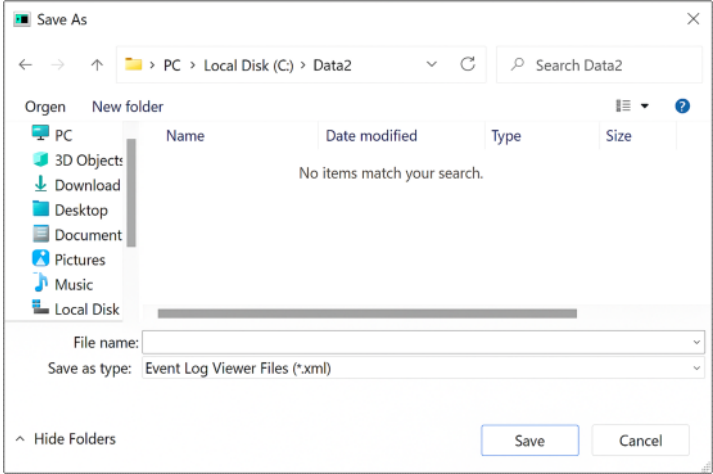 Save As
PC > Local Disk (C:) > Data2
Search Data2
Orgen New folder
Name Date modified Type Size
PC
3D Objects
Download
Desktop
Document
Pictures
Music
Local Disk
No items match your search.
File name:
Save as type: Event Log Viewer Files (*.xml)
Hide Folders Save Cancel